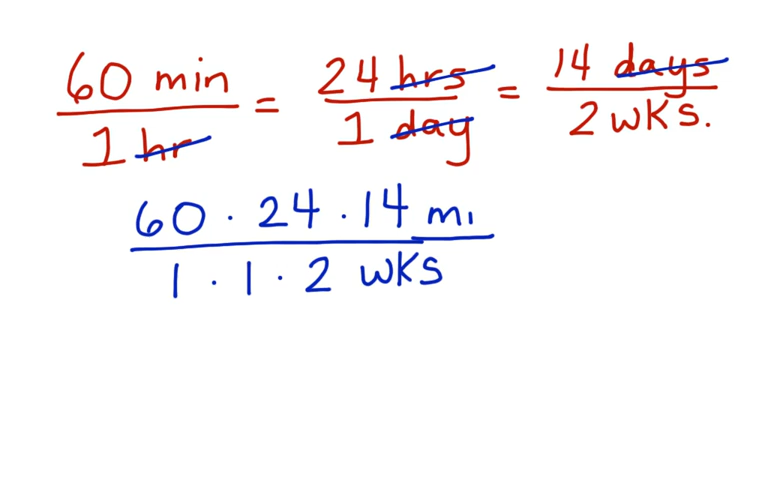 60 min / 1 hr = 24 hrs / 1 day = 14 days / 2 wks.
60 · 24 · 14 mi / 1 · 1 · 2 wks